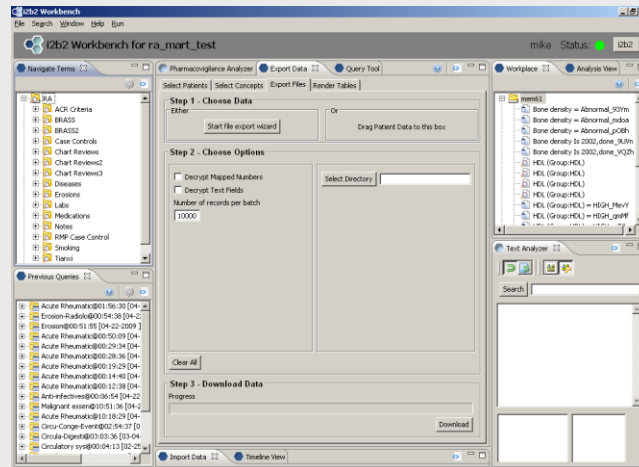 i2b2 Workbench
File Search Window Help Run
i2b2 Workbench for ra_mart_test
mike Status: i2b2
Navigate Terms
RA
ACR Criteria
BRASS
BRASS2
Case Controls
Chart Reviews
Chart Reviews2
Chart Reviews3
Diseases
Erosions
Labs
Medications
Notes
RMP Case Control
Smoking
Tianxi
Previous Queries
Acute Rheumatic@01:56:30 [04-
Erosion-Radiolo@00:54:38 [04-2
Erosion@00:51:55 [04-22-2009 ]
Acute Rheumatic@00:50:09 [04-
Acute Rheumatic@00:29:34 [04-
Acute Rheumatic@00:28:36 [04-
Acute Rheumatic@00:19:29 [04-
Acute Rheumatic@00:14:40 [04-
Acute Rheumatic@00:12:38 [04-
Anti-infectives@00:06:54 [04-22
Malignant essen@10:51:36 [04-2
Acute Rheumatic@10:18:29 [04-
Circu-Conge-Event@02:54:37 [0
Circula-Digesti@03:03:36 [03-04
Circulatory sys@00:04:13 [02-25
Pharmacovigilance Analyzer Export Data Query Tool
Select Patients Select Concepts Export Files Render Tables
Step 1 - Choose Data
Either
Start file export wizard
Or
Drag Patient Data to this box
Step 2 - Choose Options
Decrypt Mapped Numbers
Decrypt Text Fields
Number of records per batch
10000
Select Directory
Clear All
Step 3 - Download Data
Progress
Download
Import Data Timeline View
Workplace Analysis View
mem61
Bone density = Abnormal_93Ym
Bone density = Abnormal_mdoa
Bone density = Abnormal_pOBh
Bone density Is 2002,done_9UVn
Bone density Is 2002,done_VQZh
HDL (Group:HDL)
HDL (Group:HDL)
HDL (Group:HDL)
HDL (Group:HDL) = HIGH_MevY
HDL (Group:HDL) = HIGH_qmMf
Text Analyzer
Search